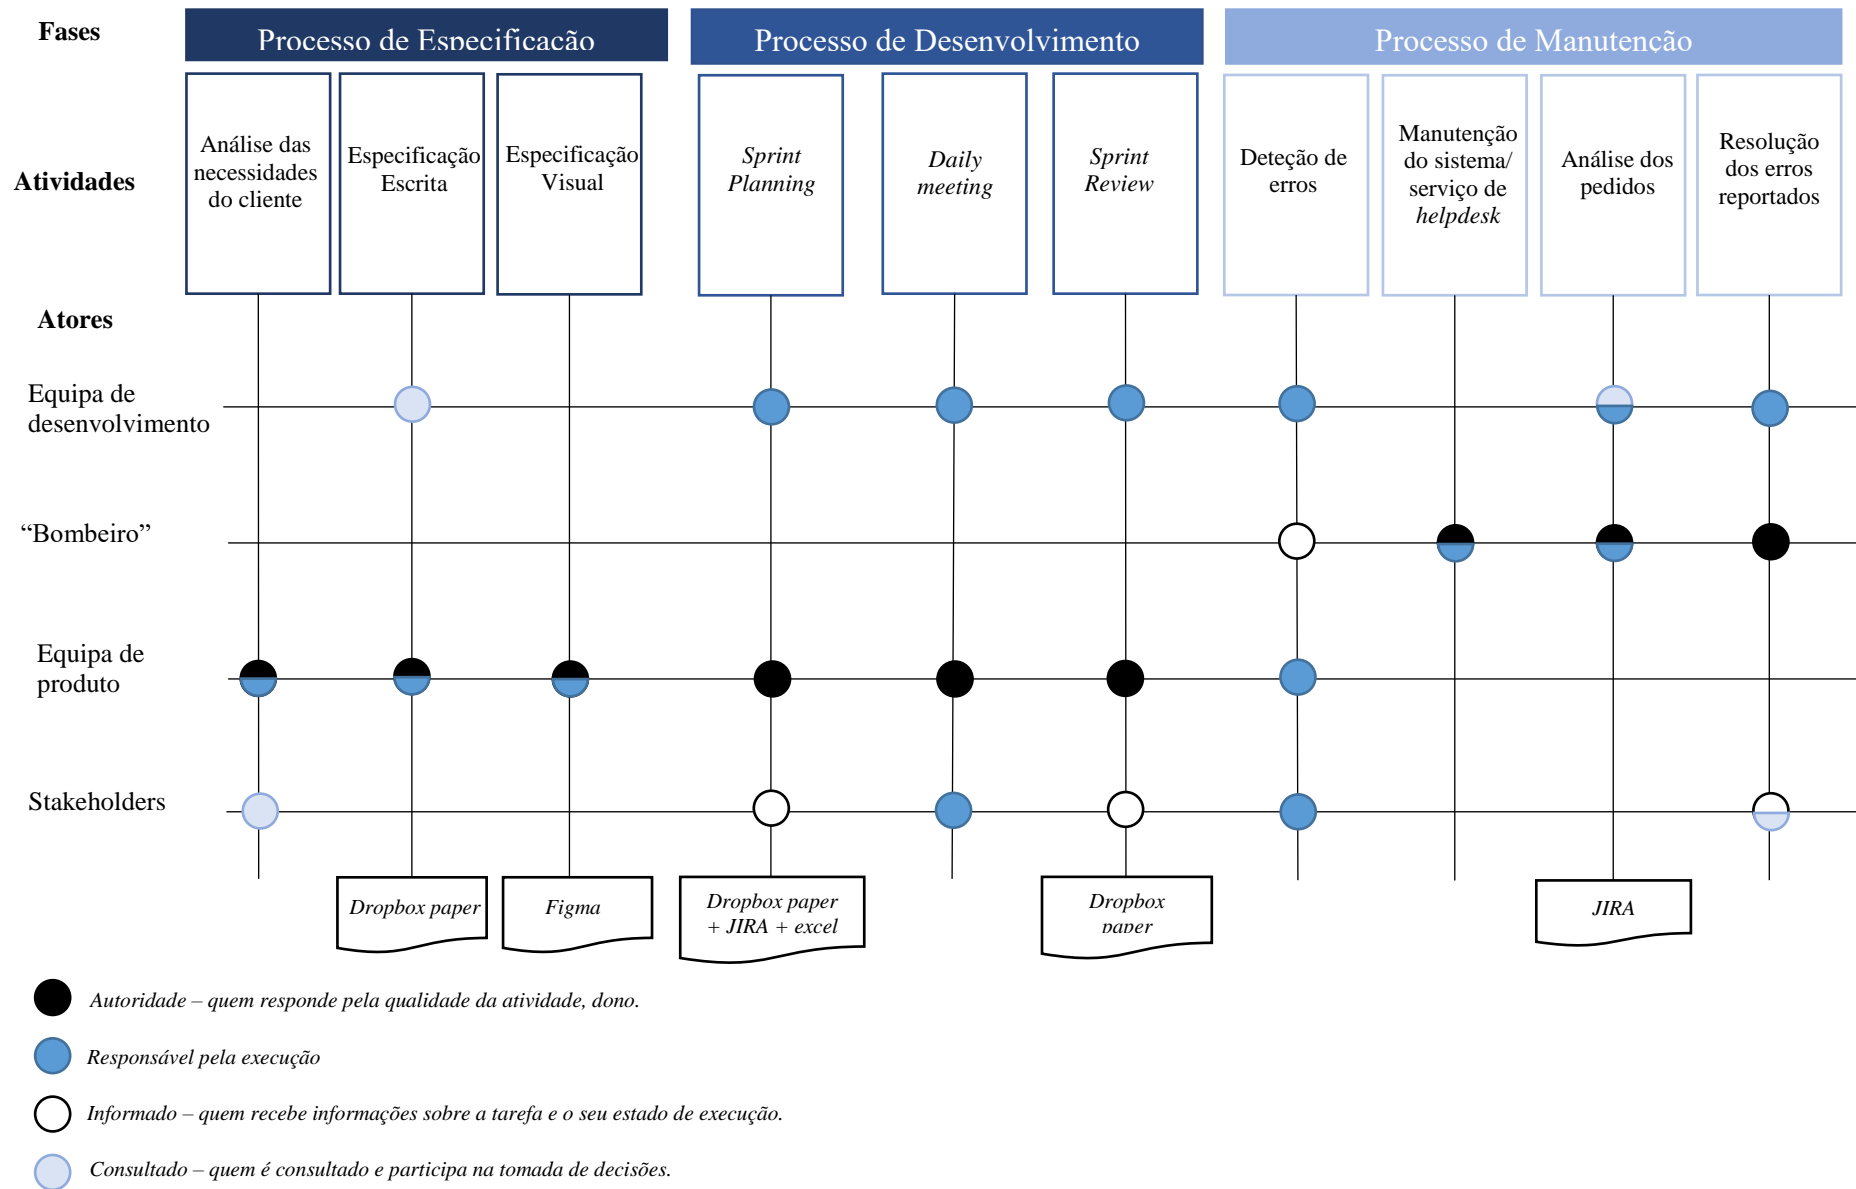 Fases
Processo de Especificação
Processo de Desenvolvimento
Processo de Manutenção
Atividades
Análise das
necessidades
do cliente
Especificação
Escrita
Especificação
Visual
Sprint
Planning
Daily
meeting
Sprint
Review
Deteção de
erros
Manutenção
do sistema/
serviço de
helpdesk
Análise dos
pedidos
Resolução
dos erros
reportados
Atores
Equipa de
desenvolvimento
“Bombeiro”
Equipa de
produto
Stakeholders
Dropbox paper
Figma
Dropbox paper
+ JIRA + excel
Dropbox
paper
JIRA
Autoridade – quem responde pela qualidade da atividade, dono.
Responsável pela execução
Informado – quem recebe informações sobre a tarefa e o seu estado de execução.
Consultado – quem é consultado e participa na tomada de decisões.